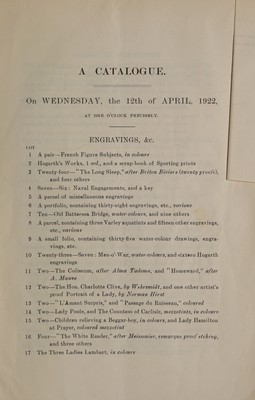 A CATALOGUE.
On WEDNESDAY, the 12th of APRIL, 1922,
AT ONE O'CLOCK PRECISELY.
ENGRAVINGS, &c.
LOT
1 A pair—French Figure Subjects, in colours
2 Hogarth's Works, 1 vol., and a scrap-book of Sporting prints
3 Twenty-four—"The Long Sleep," after Briton Riviere (twenty proofs),
and four others
4 Seven—Six: Naval Engagements, and a key
5 A parcel of miscellaneous engravings
6 A portfolio, containing thirty-eight engravings, etc., various
7 Ten—Old Battersea Bridge, water-colours, and nine others
8 A parcel, containing three Varley aquatints and fifteen other engravings,
etc., various
9 A small folio, containing thirty-five water-colour drawings, engra-
vings, etc.
10 Twenty-three—Seven: Men-o'-War, water-colours, and sixteen Hogarth
engravings
11 Two—The Coliseum, after Alma Tadema, and "Homeward," after
A. Mauve
12 Two—The Hon. Charlotte Clive, by Wehrsmidt, and one other artist's
proof Portrait of a Lady, by Norman Hirst
13 Two—"L'Amant Surpris," and "Passage du Ruisseau," coloured
14 Two—Lady Poole, and The Countess of Carlisle, mezzotints, in colours
15 Two—Children relieving a Beggar-boy, in colours, and Lady Hamilton
at Prayer, coloured mezzotint
16 Four—"The White Reader," after Meissonier, remarque proof etching,
and three others
17 The Three Ladies Lambart, in colours